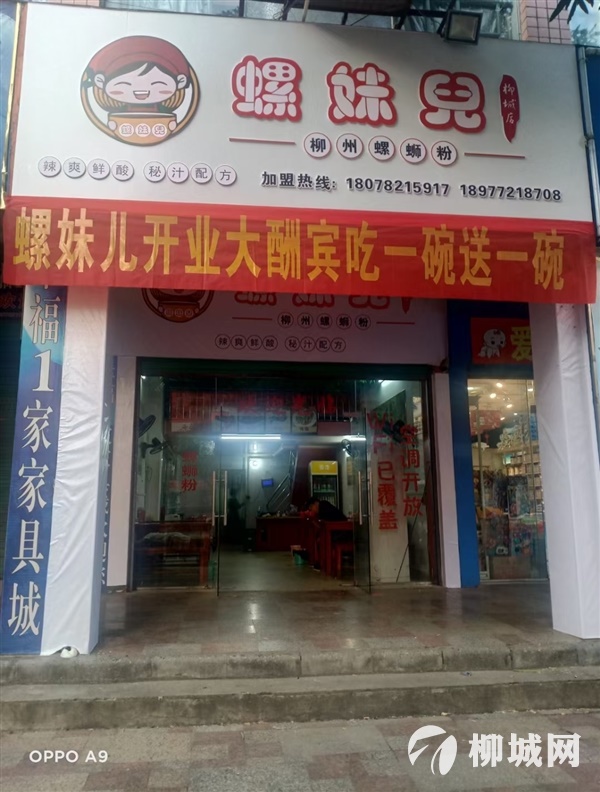 螺妹兒
柳城店
柳州螺蛳粉
辣爽鲜酸 秘汁配方
加盟热线: 18078215917 18977218708
螺妹儿开业大酬宾吃一碗送一碗
柳州螺蛳粉
辣爽鲜酸 秘汁配方
福1家家具城
爱
空调开放
已覆盖
蛳粉
OPPO A9
柳城网